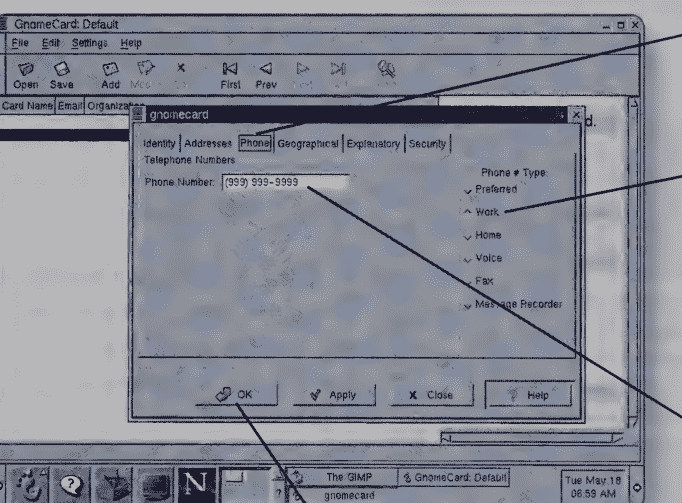 GnomeCard: Default
File Edit Settings Help
Open Save Add First Prev
Card Name Email
gnomecard
d.
Identity Addresses Phone Geographical Explanatory Security
Telephone Numbers
Phone Number: (999) 999-9999
Phone # Type:
Preferred
Work
Home
Voice
Fax
Message Recorder
OK Apply Close Help
N
The GIMP GnomeCard: Default
gnomecard
Tue May 18
06:59 AM